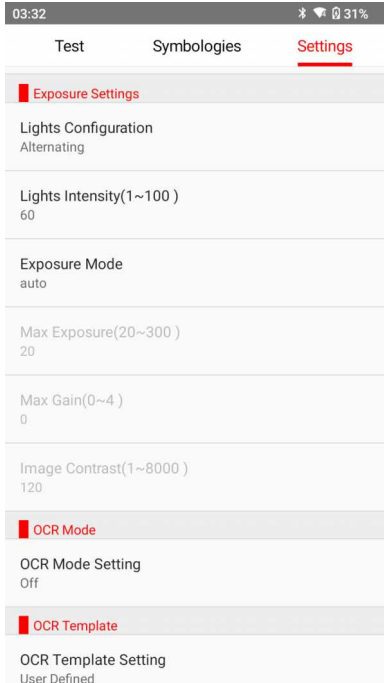 03:32 31%
Test Symbologies Settings
Exposure Settings
Lights Configuration
Alternating
Lights Intensity(1~100 )
60
Exposure Mode
auto
Max Exposure(20~300 )
20
Max Gain(0~4 )
0
Image Contrast(1~8000 )
120
OCR Mode
OCR Mode Setting
Off
OCR Template
OCR Template Setting
User Defined